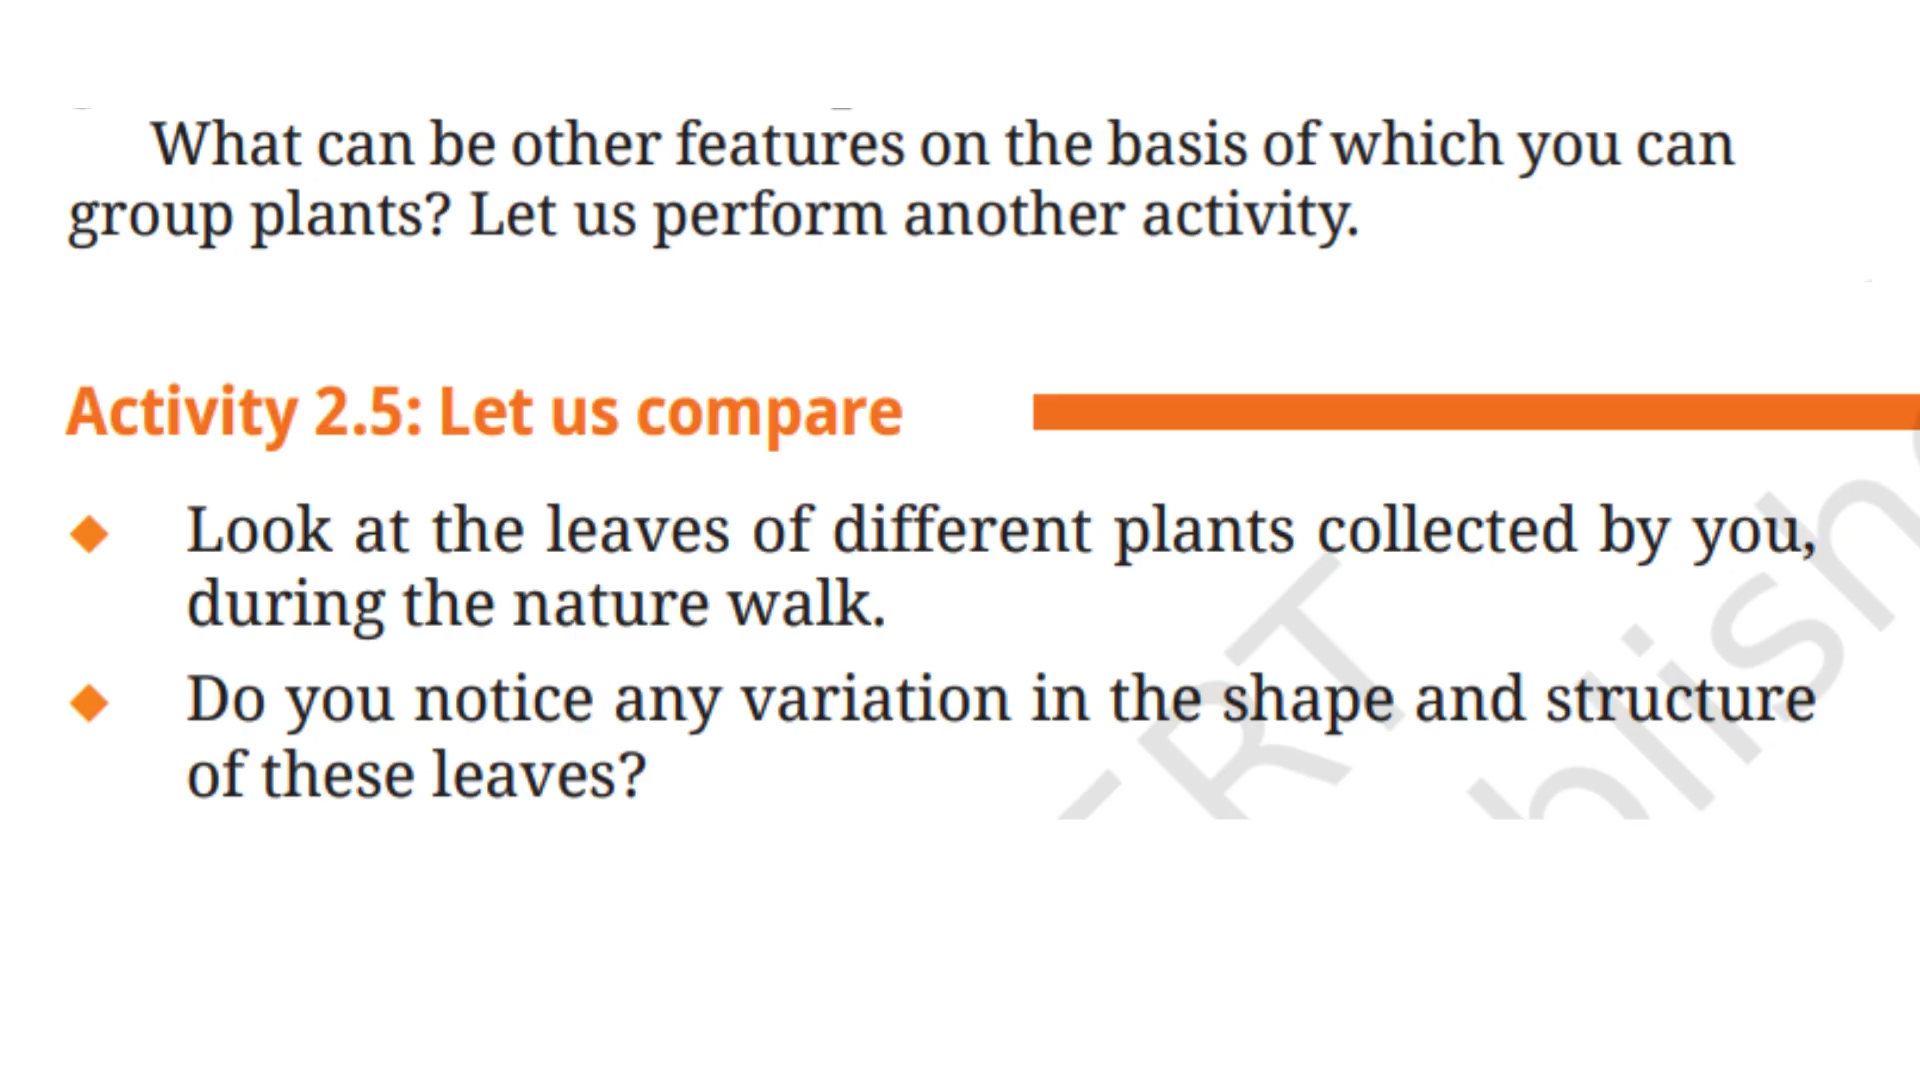 What can be other features on the basis of which you can
group plants? Let us perform another activity.
Activity 2.5: Let us compare
◆ Look at the leaves of different plants collected by you,
during the nature walk.
◆ Do you notice any variation in the shape and structure
of these leaves?